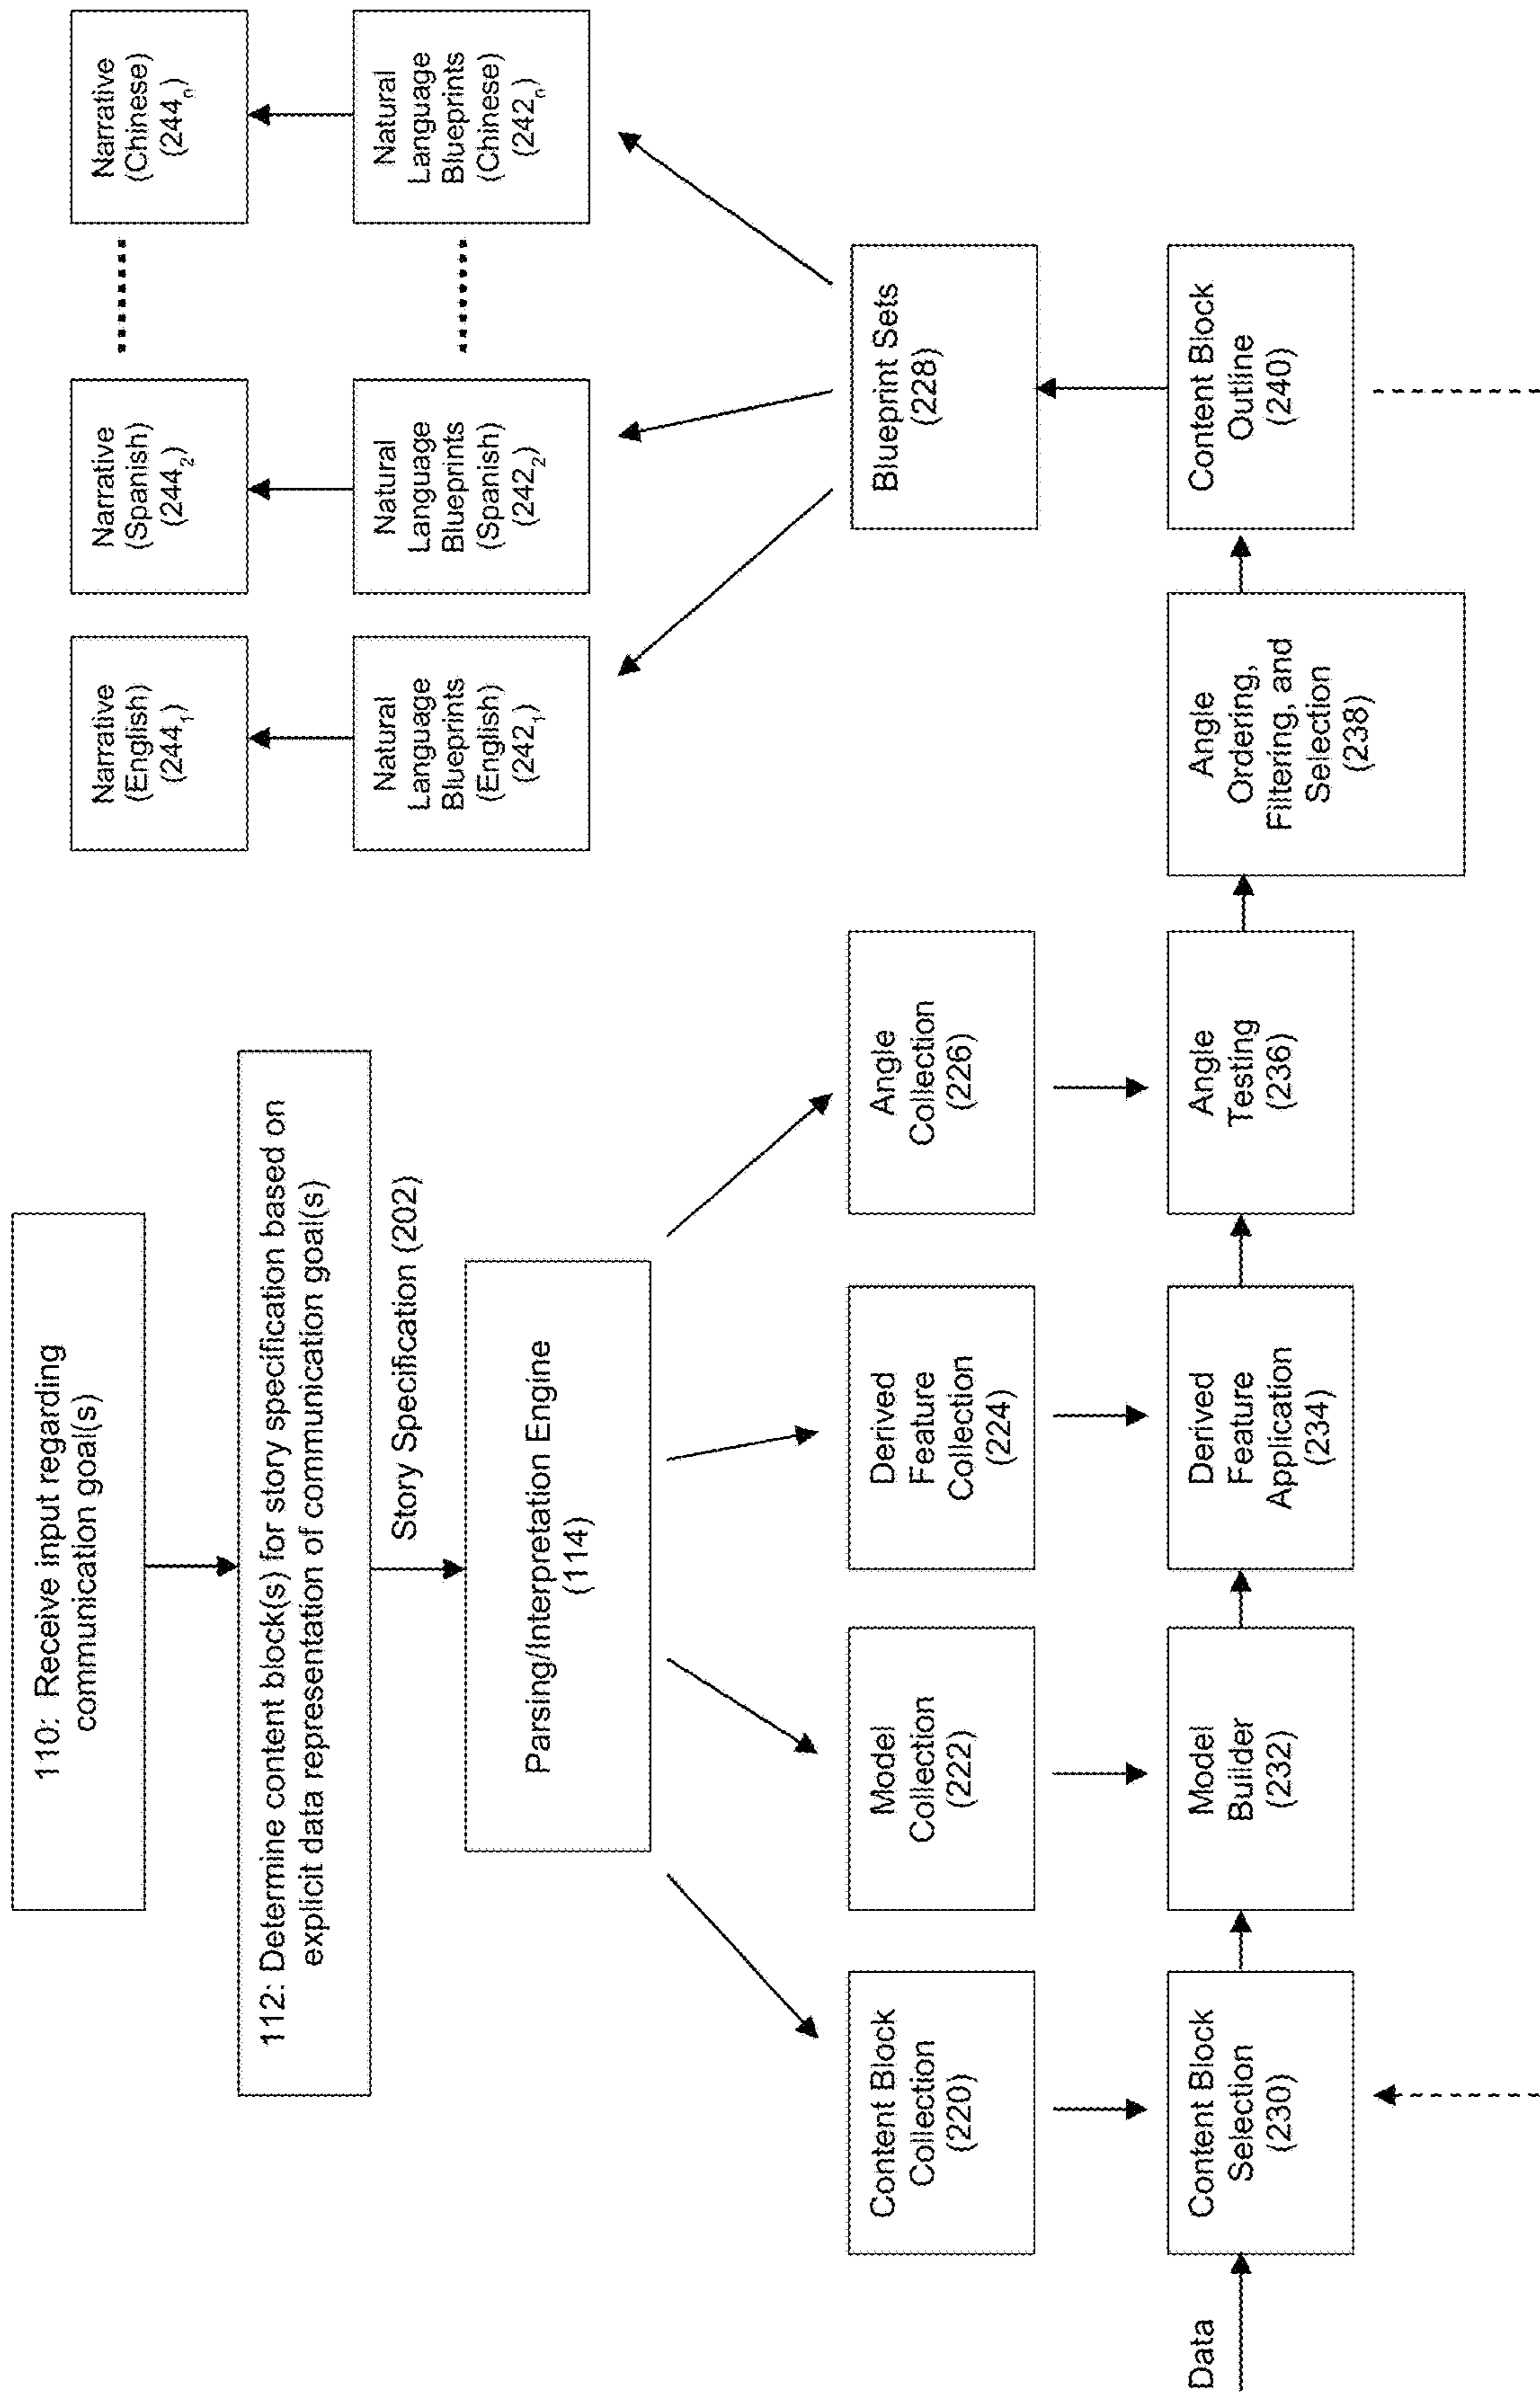 110: Receive input regarding
communication goal(s)
112: Determine content block(s) for story specification based on
explicit data representation of communication goal(s)
Story Specification (202)
Parsing/Interpretation Engine
(114)
Content Block
Collection
(220)
Model
Collection
(222)
Derived
Feature
Collection
(224)
Angle
Collection
(226)
Data
Content Block
Selection
(230)
Model
Builder
(232)
Derived
Feature
Application
(234)
Angle
Testing
(236)
Angle
Ordering,
Filtering, and
Selection
(238)
Content Block
Outline
(240)
Blueprint Sets
(228)
Natural
Language
Blueprints
(English)
(242₁)
Natural
Language
Blueprints
(Spanish)
(242₂)
Natural
Language
Blueprints
(Chinese)
(242ₙ)
Narrative
(English)
(244₁)
Narrative
(Spanish)
(244₂)
Narrative
(Chinese)
(244ₙ)